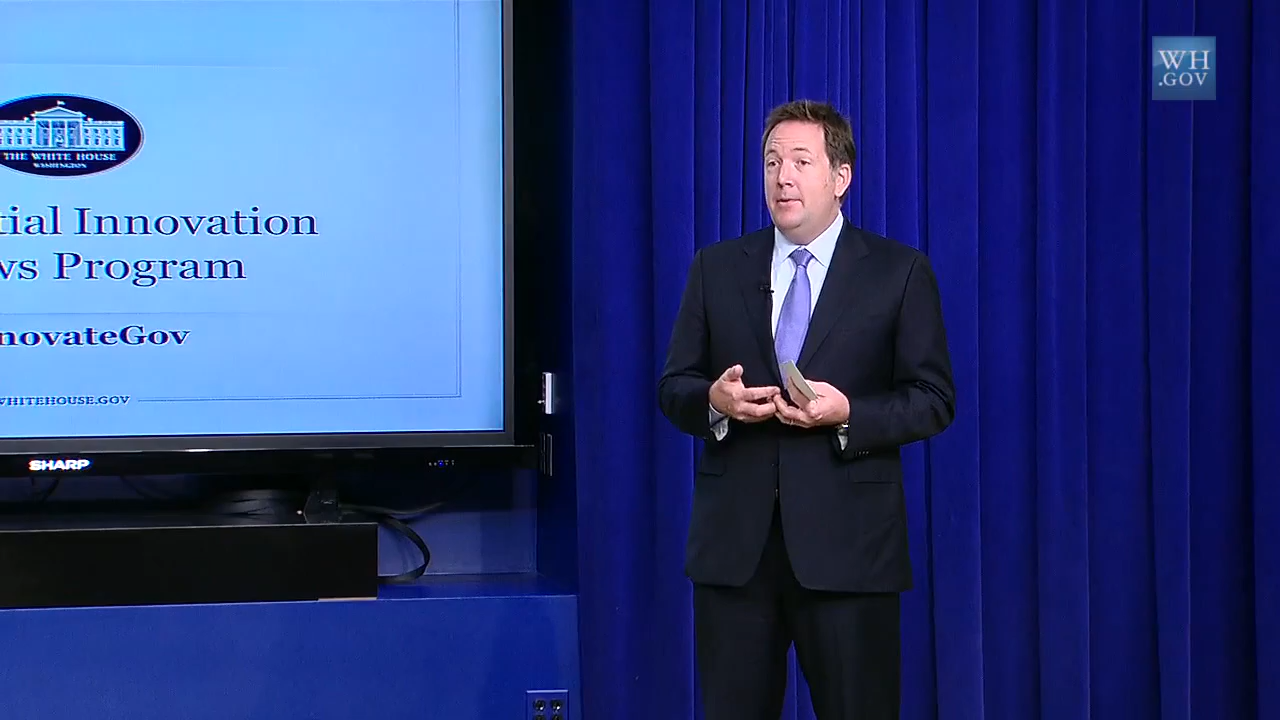 WH
.GOV
THE WHITE HOUSE
WASHINGTON
tial Innovation
ws Program
novateGov
WHITEHOUSE.GOV
SHARP